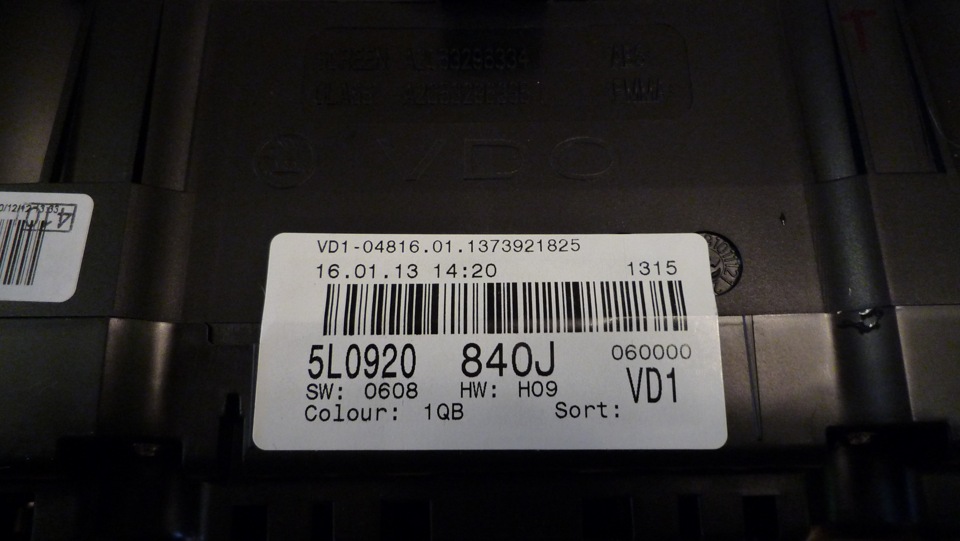 VDO
VD1-04816.01.1373921825
16.01.13 14:20 1315
5L0920 840J 060000
SW: 0608 HW: H09 VD1
Colour: 1QB Sort: